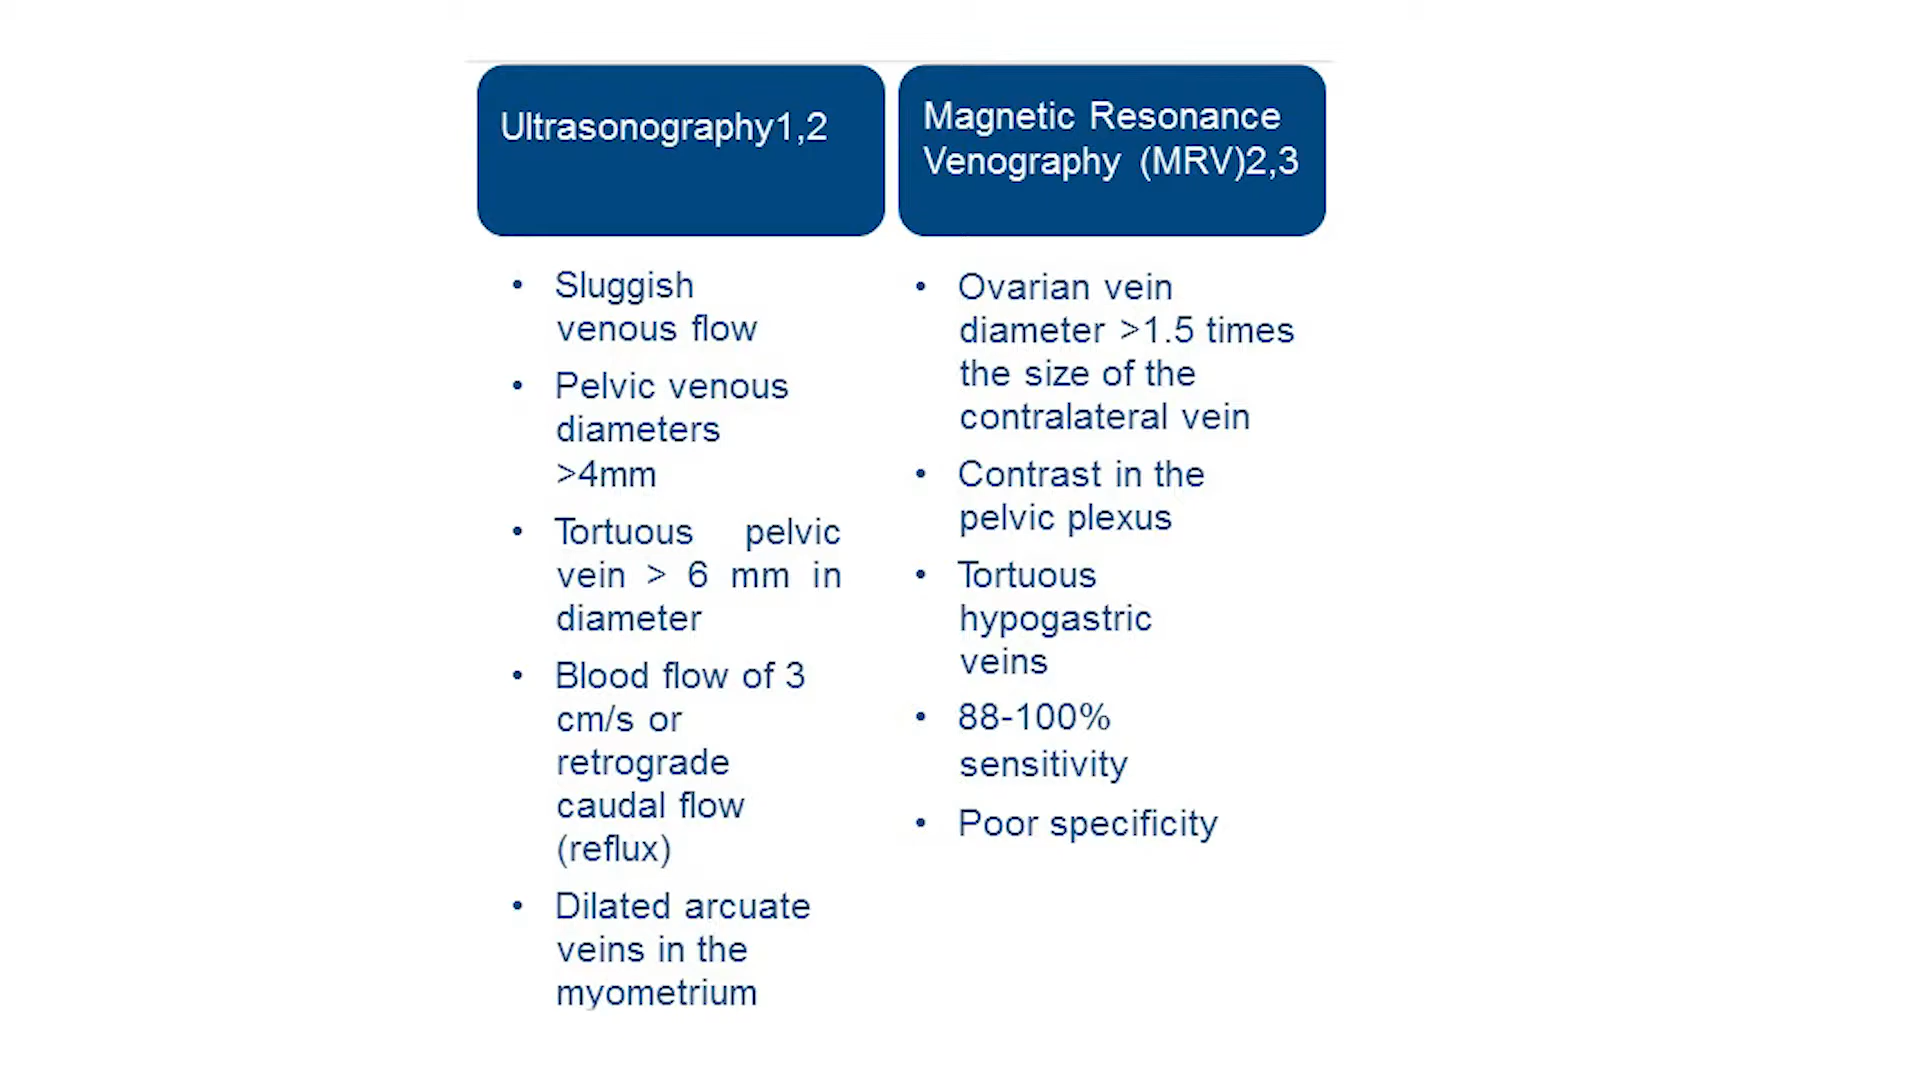 Ultrasonography1,2
• Sluggish
venous flow
• Pelvic venous
diameters
>4mm
• Tortuous pelvic
vein > 6 mm in
diameter
• Blood flow of 3
cm/s or
retrograde
caudal flow
(reflux)
• Dilated arcuate
veins in the
myometrium
Magnetic Resonance
Venography (MRV)2,3
• Ovarian vein
diameter >1.5 times
the size of the
contralateral vein
• Contrast in the
pelvic plexus
• Tortuous
hypogastric
veins
• 88-100%
sensitivity
• Poor specificity